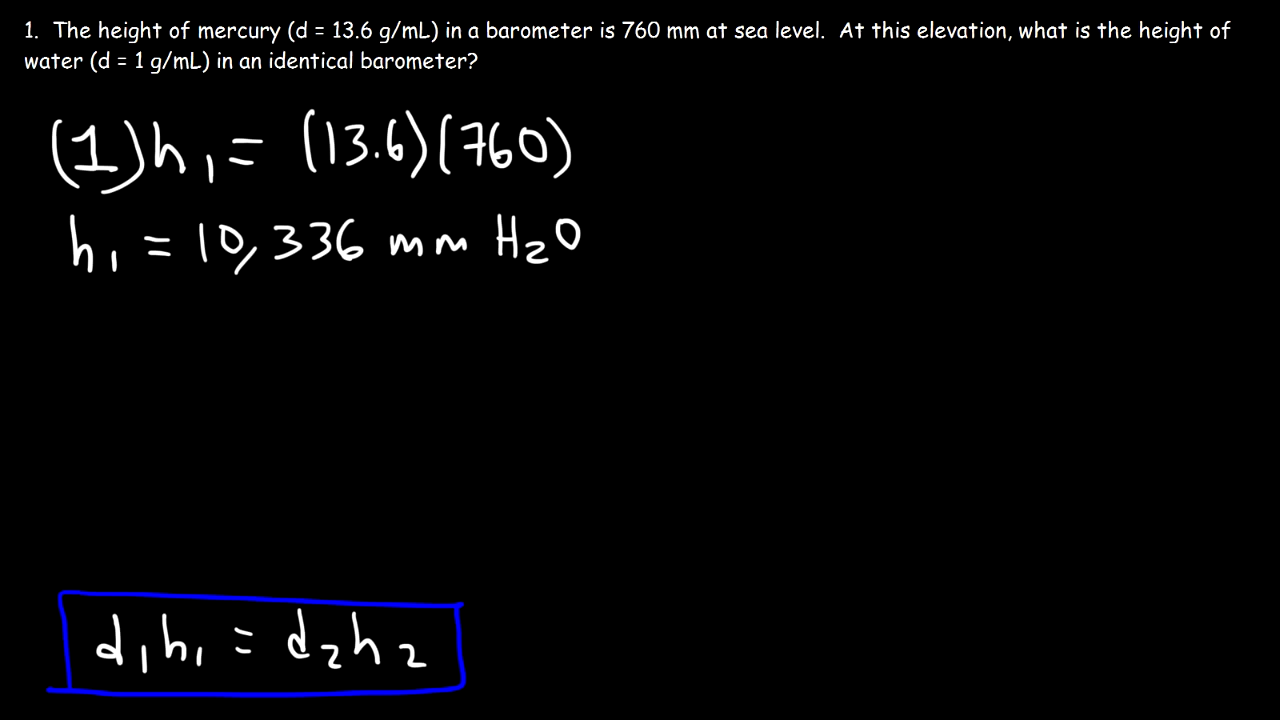 1. The height of mercury (d = 13.6 g/mL) in a barometer is 760 mm at sea level. At this elevation, what is the height of
water (d = 1 g/mL) in an identical barometer?
(1)h₁ = (13.6)(760)
h₁ = 10,336 mm H₂O
d₁h₁ = d₂h₂